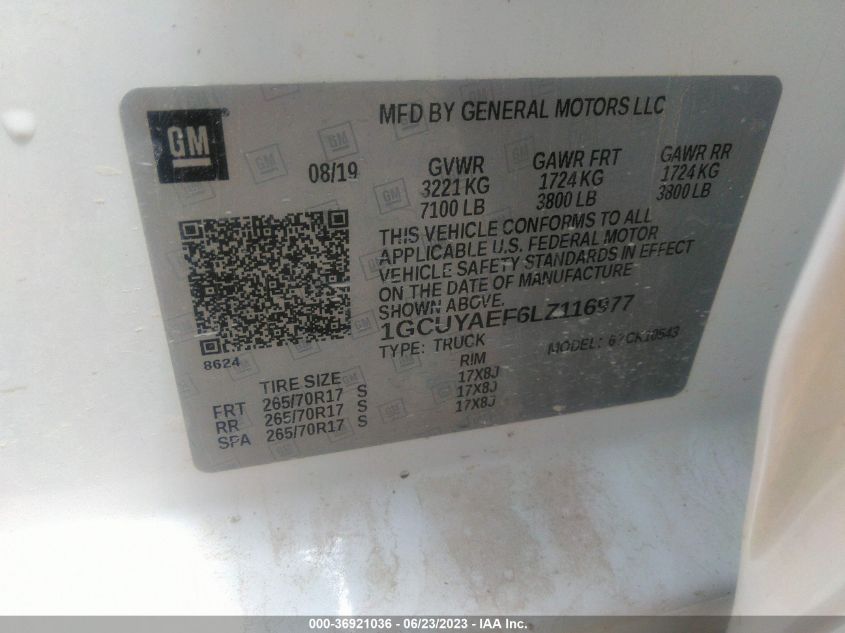 GM
MFD BY GENERAL MOTORS LLC
08/19
GVWR
3221 KG
7100 LB
GAWR FRT
1724 KG
3800 LB
GAWR RR
1724 KG
3800 LB
THIS VEHICLE CONFORMS TO ALL
APPLICABLE U.S. FEDERAL MOTOR
VEHICLE SAFETY STANDARDS IN EFFECT
ON THE DATE OF MANUFACTURE
SHOWN ABOVE.
1GCUYAEF6LZ116977
TYPE: TRUCK
MODEL:
8624
TIRE SIZE
RIM
FRT 265/70R17 S 17X8J
RR 265/70R17 S 17X8J
SPA 265/70R17 S 17X8J
000-36921036 - 06/23/2023 - IAAI.com